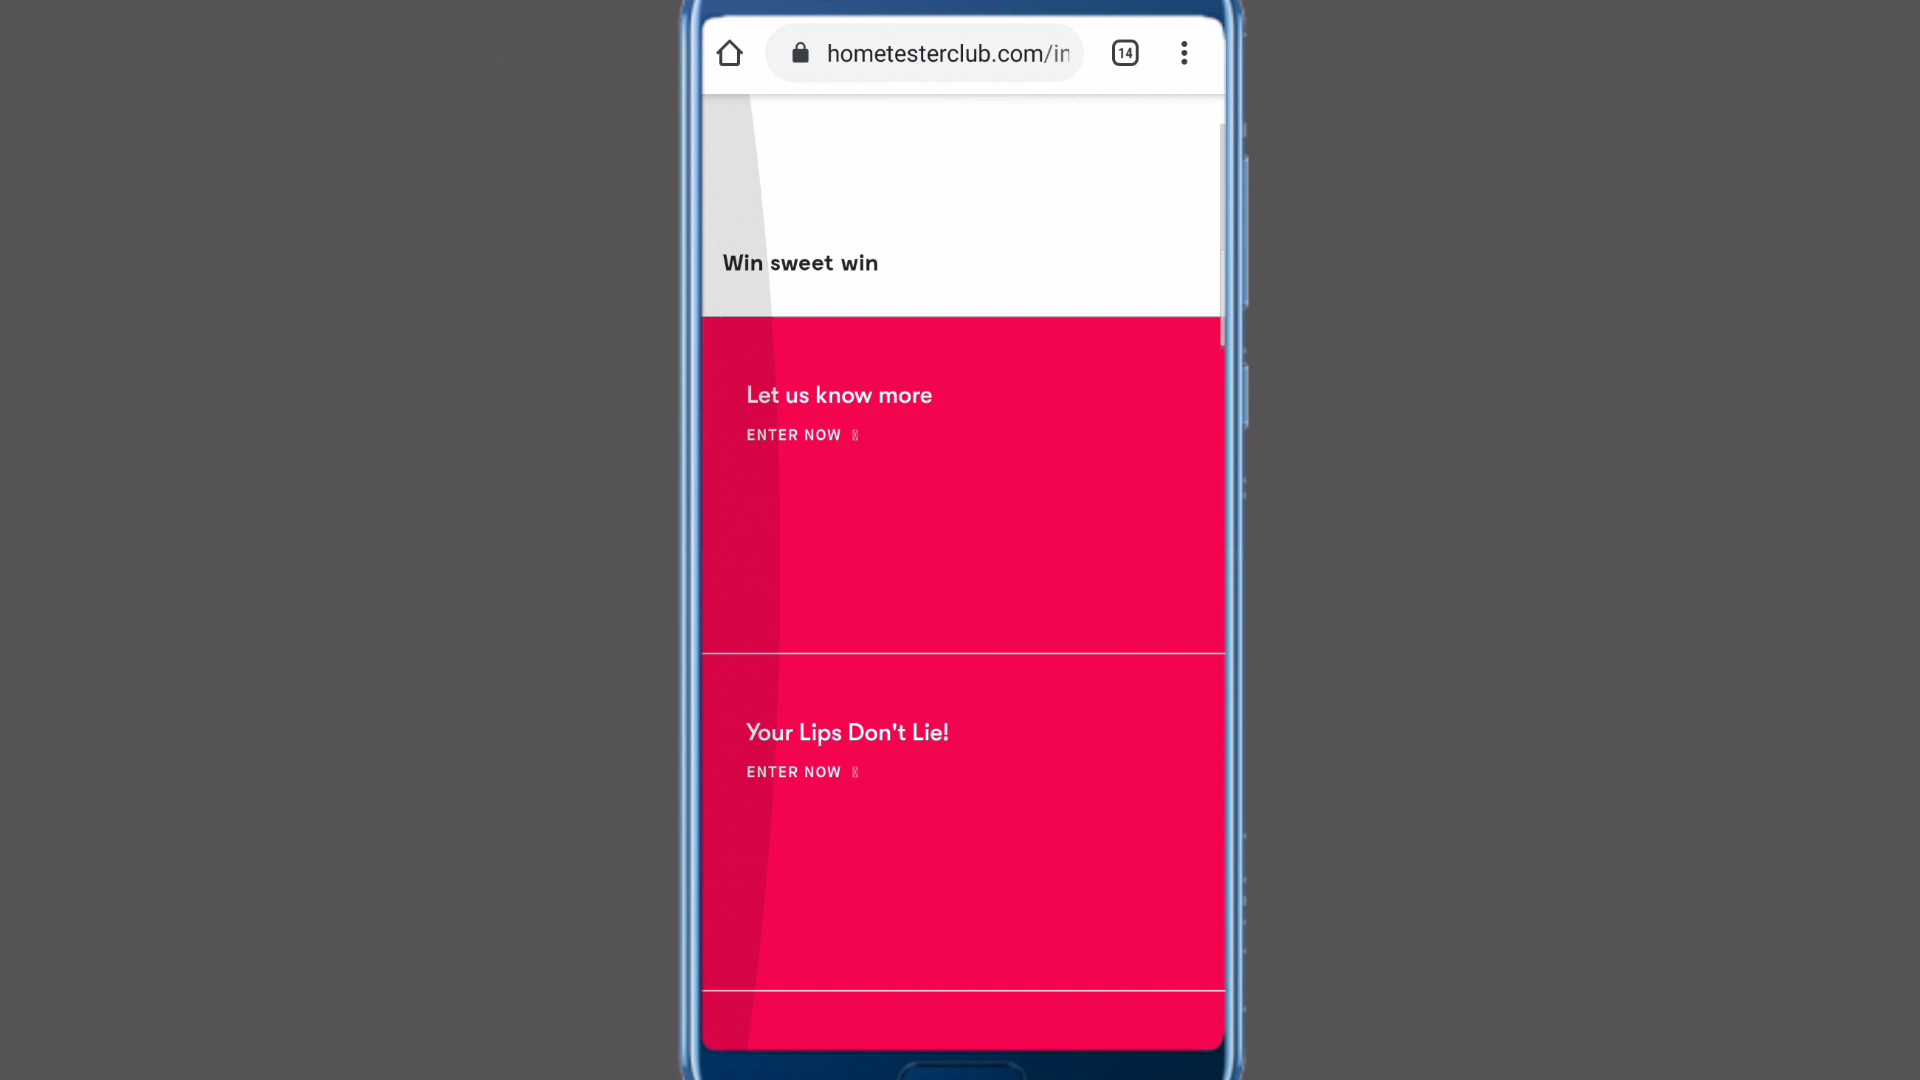 hometesterclub.com/in
14
Win sweet win
Let us know more
ENTER NOW
Your Lips Don't Lie!
ENTER NOW